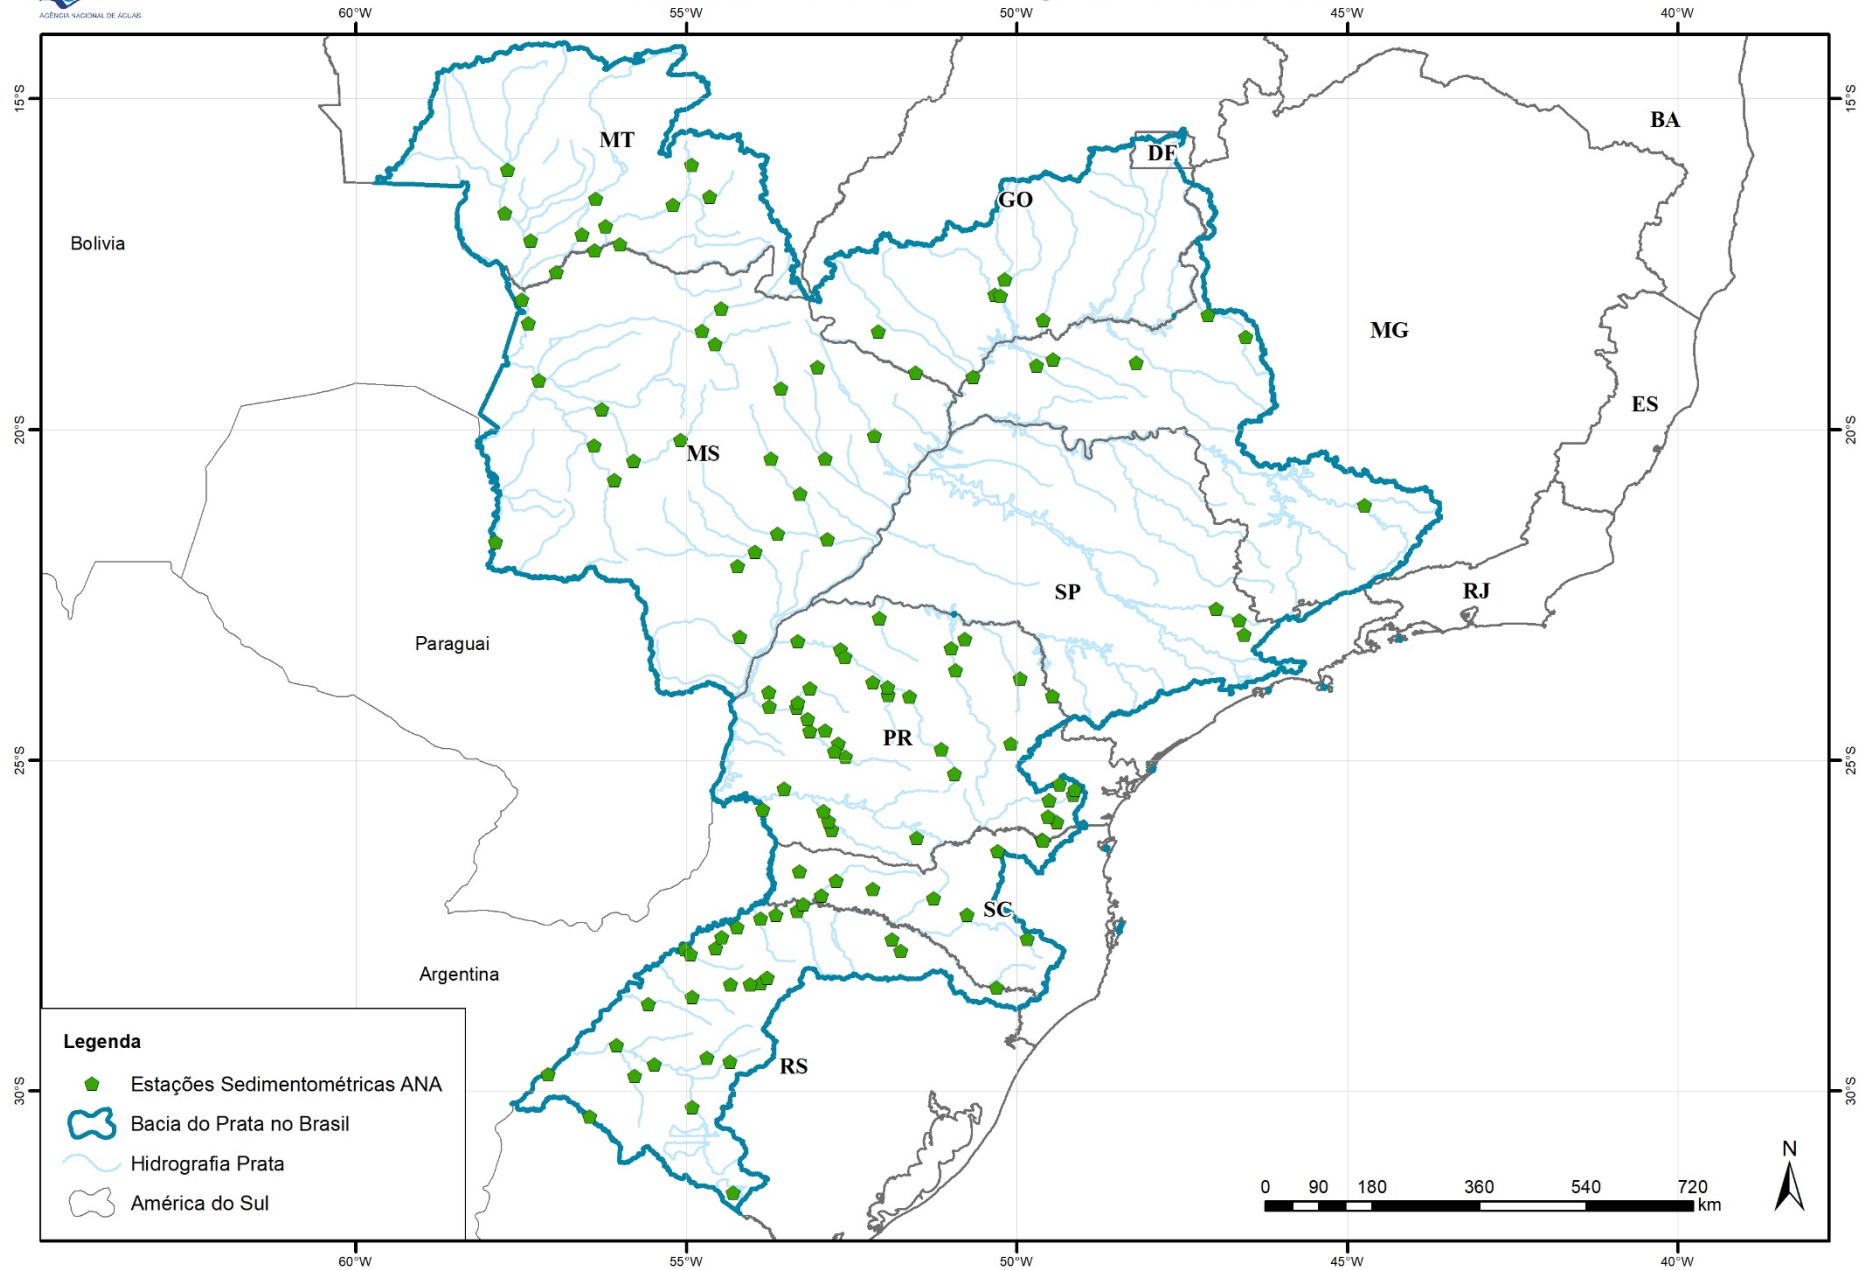 AGÊNCIA NACIONAL DE ÁGUAS
60°W 55°W 50°W 45°W 40°W
15°S 15°S
BA
MT
DF
GO
Bolivia
MG
ES
20°S 20°S
MS
SP
RJ
Paraguai
PR
25°S 25°S
SC
Argentina
RS
30°S 30°S
Legenda
Estações Sedimentométricas ANA
Bacia do Prata no Brasil
Hidrografia Prata
América do Sul
N
0 90 180 360 540 720
km
60°W 55°W 50°W 45°W 40°W